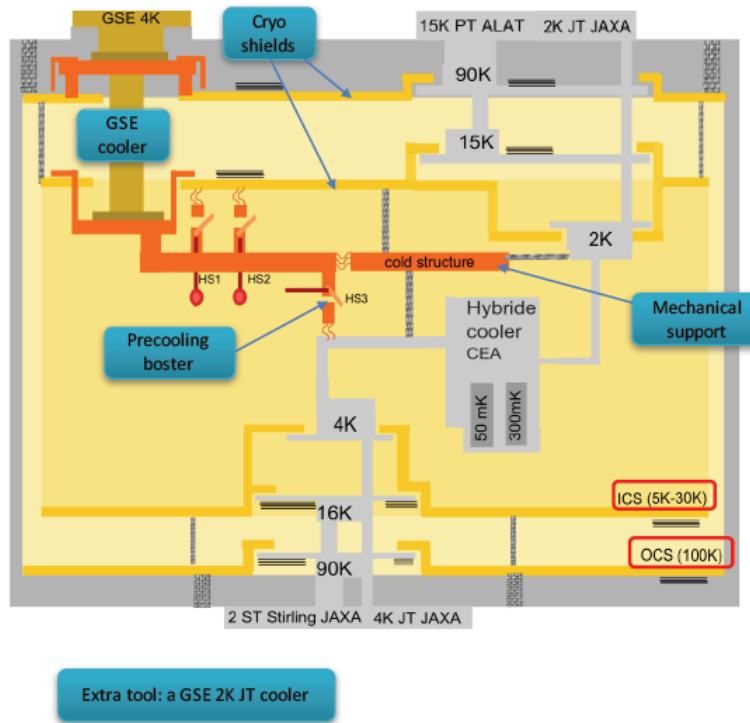 GSE 4K
Cryo
shields
15K PT ALAT
2K JT JAXA
90K
GSE
cooler
15K
2K
HS1
HS2
cold structure
HS3
Mechanical
support
Precooling
boster
Hybride
cooler
CEA
50 mK
300mK
4K
ICS (5K-30K)
16K
OCS (100K)
90K
2 ST Stirling JAXA
4K JT JAXA
Extra tool: a GSE 2K JT cooler